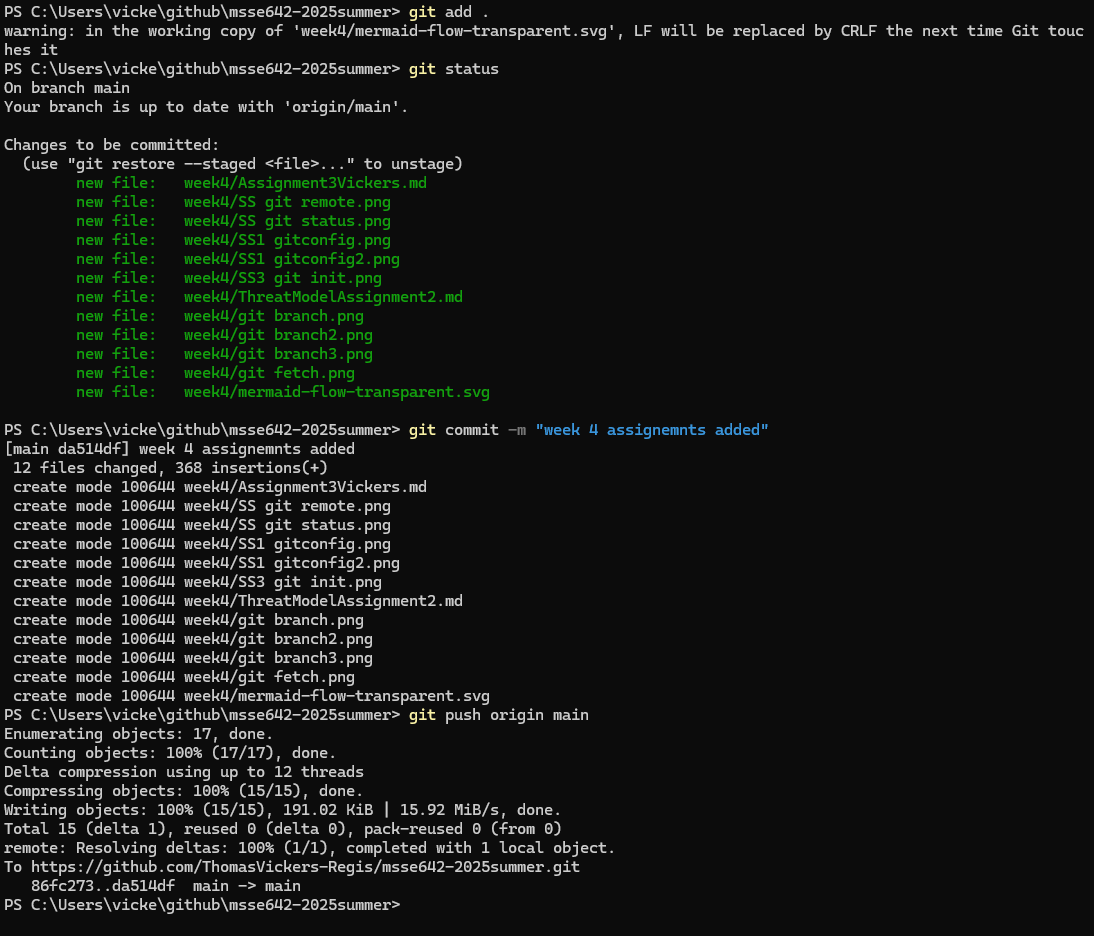 PS C:\Users\vicke\github\msse642-2025summer> git add .
warning: in the working copy of 'week4/mermaid-flow-transparent.svg', LF will be replaced by CRLF the next time Git touc
hes it
PS C:\Users\vicke\github\msse642-2025summer> git status
On branch main
Your branch is up to date with 'origin/main'.

Changes to be committed:
  (use "git restore --staged <file>..." to unstage)
        new file:   week4/Assignment3Vickers.md
        new file:   week4/SS git remote.png
        new file:   week4/SS git status.png
        new file:   week4/SS1 gitconfig.png
        new file:   week4/SS1 gitconfig2.png
        new file:   week4/SS3 git init.png
        new file:   week4/ThreatModelAssignment2.md
        new file:   week4/git branch.png
        new file:   week4/git branch2.png
        new file:   week4/git branch3.png
        new file:   week4/git fetch.png
        new file:   week4/mermaid-flow-transparent.svg

PS C:\Users\vicke\github\msse642-2025summer> git commit -m "week 4 assignemnts added"
[main da514df] week 4 assignemnts added
 12 files changed, 368 insertions(+)
 create mode 100644 week4/Assignment3Vickers.md
 create mode 100644 week4/SS git remote.png
 create mode 100644 week4/SS git status.png
 create mode 100644 week4/SS1 gitconfig.png
 create mode 100644 week4/SS1 gitconfig2.png
 create mode 100644 week4/SS3 git init.png
 create mode 100644 week4/ThreatModelAssignment2.md
 create mode 100644 week4/git branch.png
 create mode 100644 week4/git branch2.png
 create mode 100644 week4/git branch3.png
 create mode 100644 week4/git fetch.png
 create mode 100644 week4/mermaid-flow-transparent.svg
PS C:\Users\vicke\github\msse642-2025summer> git push origin main
Enumerating objects: 17, done.
Counting objects: 100% (17/17), done.
Delta compression using up to 12 threads
Compressing objects: 100% (15/15), done.
Writing objects: 100% (15/15), 191.02 KiB | 15.92 MiB/s, done.
Total 15 (delta 1), reused 0 (delta 0), pack-reused 0 (from 0)
remote: Resolving deltas: 100% (1/1), completed with 1 local object.
To https://github.com/ThomasVickers-Regis/msse642-2025summer.git
   86fc273..da514df  main -> main
PS C:\Users\vicke\github\msse642-2025summer>